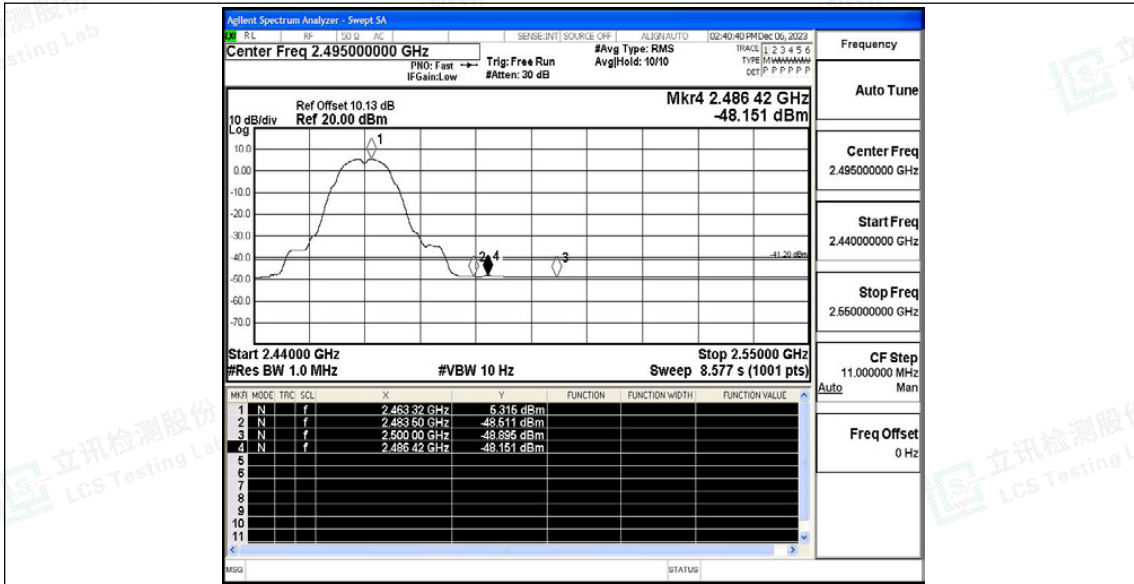 Agilent Spectrum Analyzer - Swept SA
RL RF 50 Ω AC SENSE:INT SOURCE OFF ALIGNAUTO 02:40:40 PM Dec 06, 2023
Center Freq 2.495000000 GHz #Avg Type: RMS TRACE 1 2 3 4 5 6
PNO: Fast Trig: Free Run Avg|Hold: 10/10 TYPE
IFGain:Low #Atten: 30 dB DET P P P P P P
Frequency
Auto Tune
Center Freq
2.495000000 GHz
Start Freq
2.440000000 GHz
Stop Freq
2.550000000 GHz
CF Step
11.000000 MHz
Auto Man
Freq Offset
0 Hz
Mkr4 2.486 42 GHz
Ref Offset 10.13 dB
10 dB/div Ref 20.00 dBm -48.151 dBm
Log
10.0
0.00
-10.0
-20.0
-30.0
-40.0
-50.0
-60.0
-70.0
1
2 4 3
-41.20 dBm
Start 2.44000 GHz Stop 2.55000 GHz
#Res BW 1.0 MHz #VBW 10 Hz Sweep 8.577 s (1001 pts)
MKR MODE TRC SCL X Y FUNCTION FUNCTION WIDTH FUNCTION VALUE
1 N f 2.463 32 GHz 5.315 dBm
2 N f 2.483 50 GHz -48.511 dBm
3 N f 2.500 00 GHz -48.895 dBm
4 N f 2.486 42 GHz -48.151 dBm
5
6
7
8
9
10
11
MSG STATUS
立讯检测股份
LCS Testing Lab
立讯检测股份